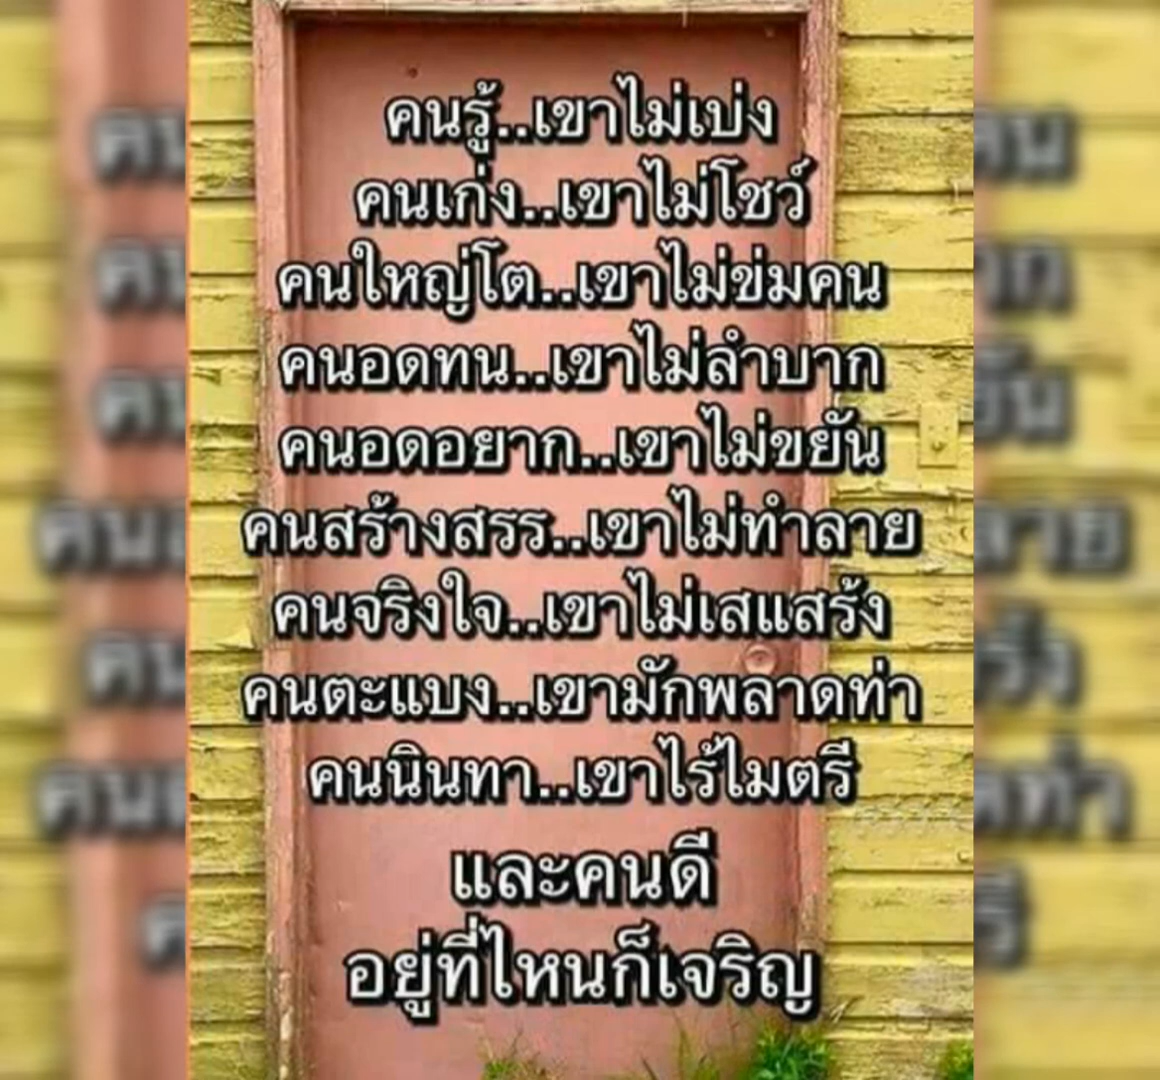 คนรู้..เขาไม่เบ่ง
คนเก่ง..เขาไม่โชว์
คนใหญ่โต..เขาไม่ข่มคน
คนอดทน..เขาไม่ลำบาก
คนอดอยาก..เขาไม่ขยัน
คนสร้างสรร..เขาไม่ทำลาย
คนจริงใจ..เขาไม่เสแสร้ง
คนตะแบง..เขามักพลาดท่า
คนนินทา..เขาไร้ไมตรี
และคนดี
อยู่ที่ไหนก็เจริญ